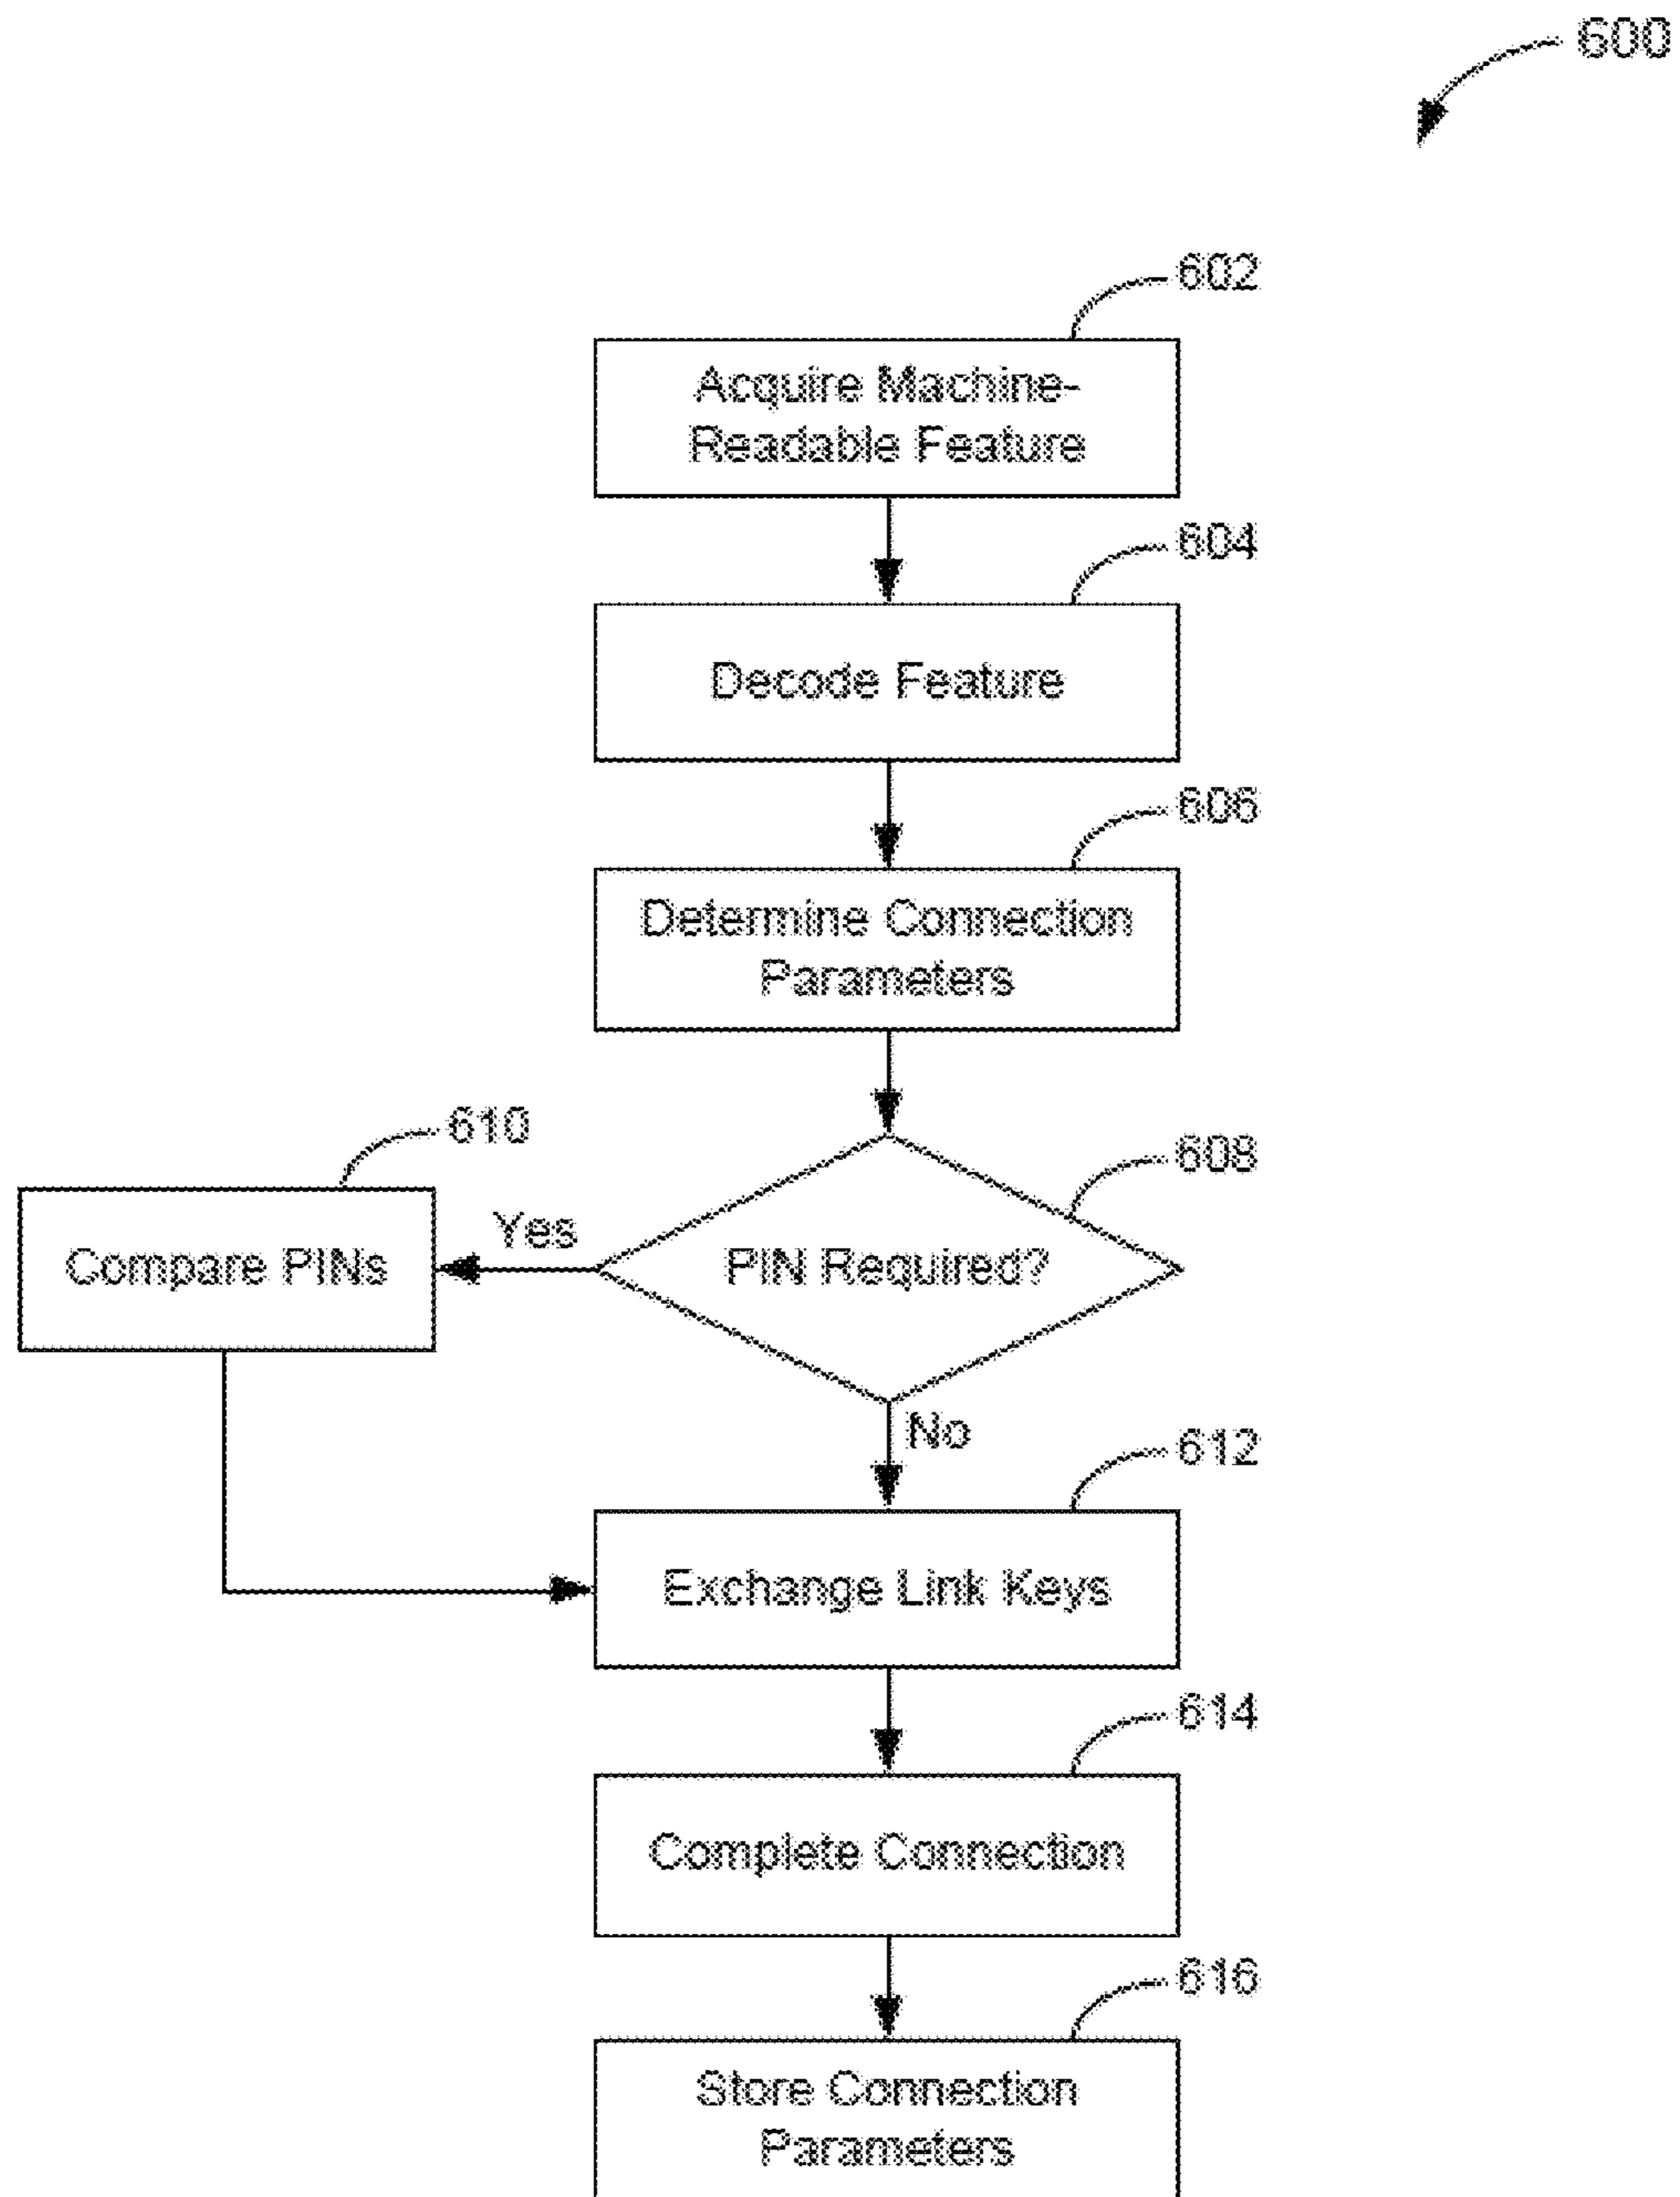 600
602
Acquire Machine-
Readable Feature
604
Decode Feature
606
Determine Connection
Parameters
610
608
Yes
Compare PINs
PIN Required?
No
612
Exchange Link Keys
614
Complete Connection
616
Store Connection
Parameters